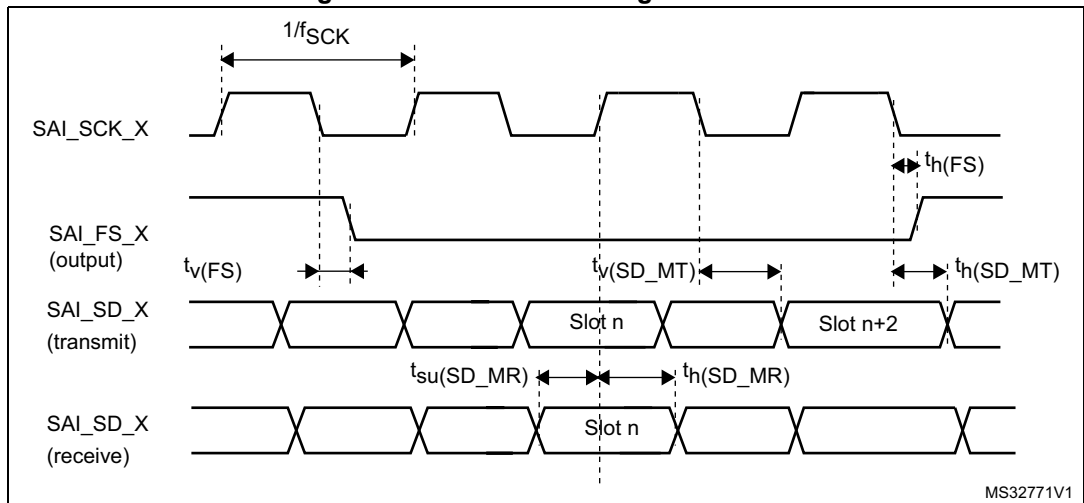 1/fSCK
SAI_SCK_X
th(FS)
SAI_FS_X
(output)
tv(FS)
tv(SD_MT)
th(SD_MT)
SAI_SD_X
(transmit)
Slot n
Slot n+2
tsu(SD_MR)
th(SD_MR)
SAI_SD_X
(receive)
Slot n
MS32771V1